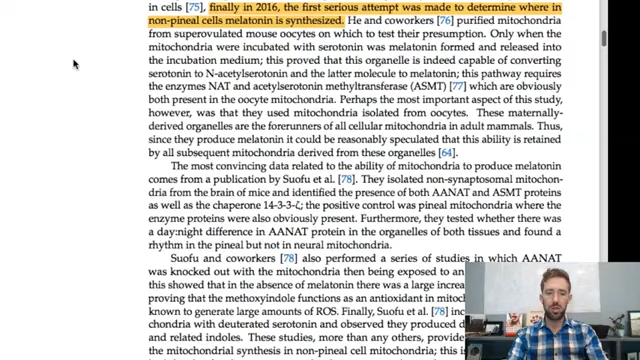 in cells [75], finally in 2016, the first serious attempt was made to determine where in
non-pineal cells melatonin is synthesized. He and coworkers [76] purified mitochondria
from superovulated mouse oocytes on which to test their presumption. Only when the
mitochondria were incubated with serotonin was melatonin formed and released into
the incubation medium; this proved that this organelle is indeed capable of converting
serotonin to N-acetylserotonin and the latter molecule to melatonin; this pathway requires
the enzymes NAT and acetylserotonin methyltransferase (ASMT) [77] which are obviously
both present in the oocyte mitochondria. Perhaps the most important aspect of this study,
however, was that they used mitochondria isolated from oocytes. These maternally-
derived organelles are the forerunners of all cellular mitochondria in adult mammals. Thus,
since they produce melatonin it could be reasonably speculated that this ability is retained
by all subsequent mitochondria derived from these organelles [64].
The most convincing data related to the ability of mitochondria to produce melatonin
comes from a publication by Suofu et al. [78]. They isolated non-synaptosomal mitochon-
dria from the brain of mice and identified the presence of both AANAT and ASMT proteins
as well as the chaperone 14-3-3-ζ; the positive control was pineal mitochondria where the
enzyme proteins were also obviously present. Furthermore, they tested whether there was
a day:night difference in AANAT protein in the organelles of both tissues and found a
rhythm in the pineal but not in neural mitochondria.
Suofu and coworkers [78] also performed a series of studies in which AANAT
was knocked out with the mitochondria then being exposed to an
this showed that in the absence of melatonin there was a large increa
proving that the methoxyindole functions as an antioxidant in mitoc
known to generate large amounts of ROS. Finally, Suofu et al. [78] inc
chondria with deuterated serotonin and observed they produced d
and related indoles. These studies, more than any others, provide
the mitochondrial synthesis in non-pineal cell mitochondria; this is